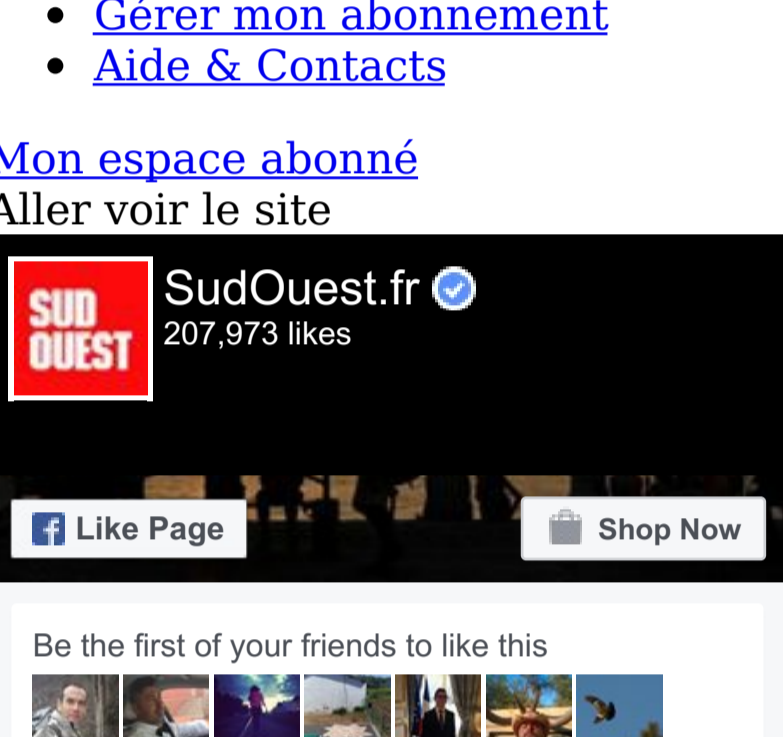 Gérer mon abonnement
Aide & Contacts
Mon espace abonné
Aller voir le site
SUD
OUEST
SudOuest.fr
207,973 likes
Like Page
Shop Now
Be the first of your friends to like this